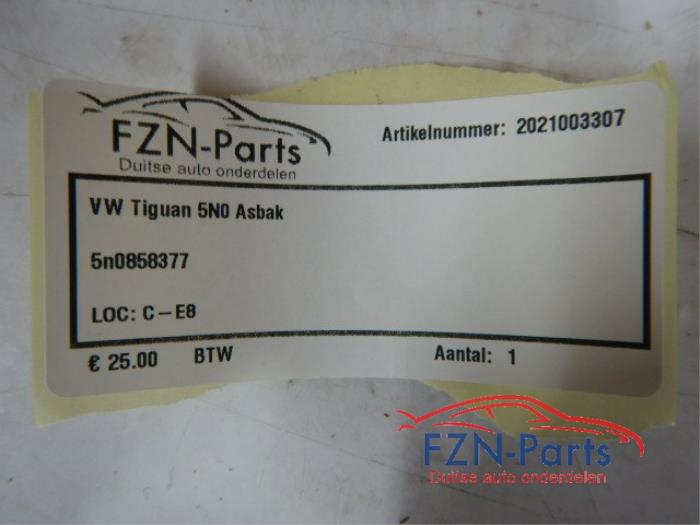 FZN-Parts
Duitse auto onderdelen
Artikelnummer: 2021003307
VW Tiguan 5N0 Asbak
5n0858377
LOC: C-E8
€ 25.00 BTW Aantal: 1
FZN-Parts
Duitse auto onderdelen